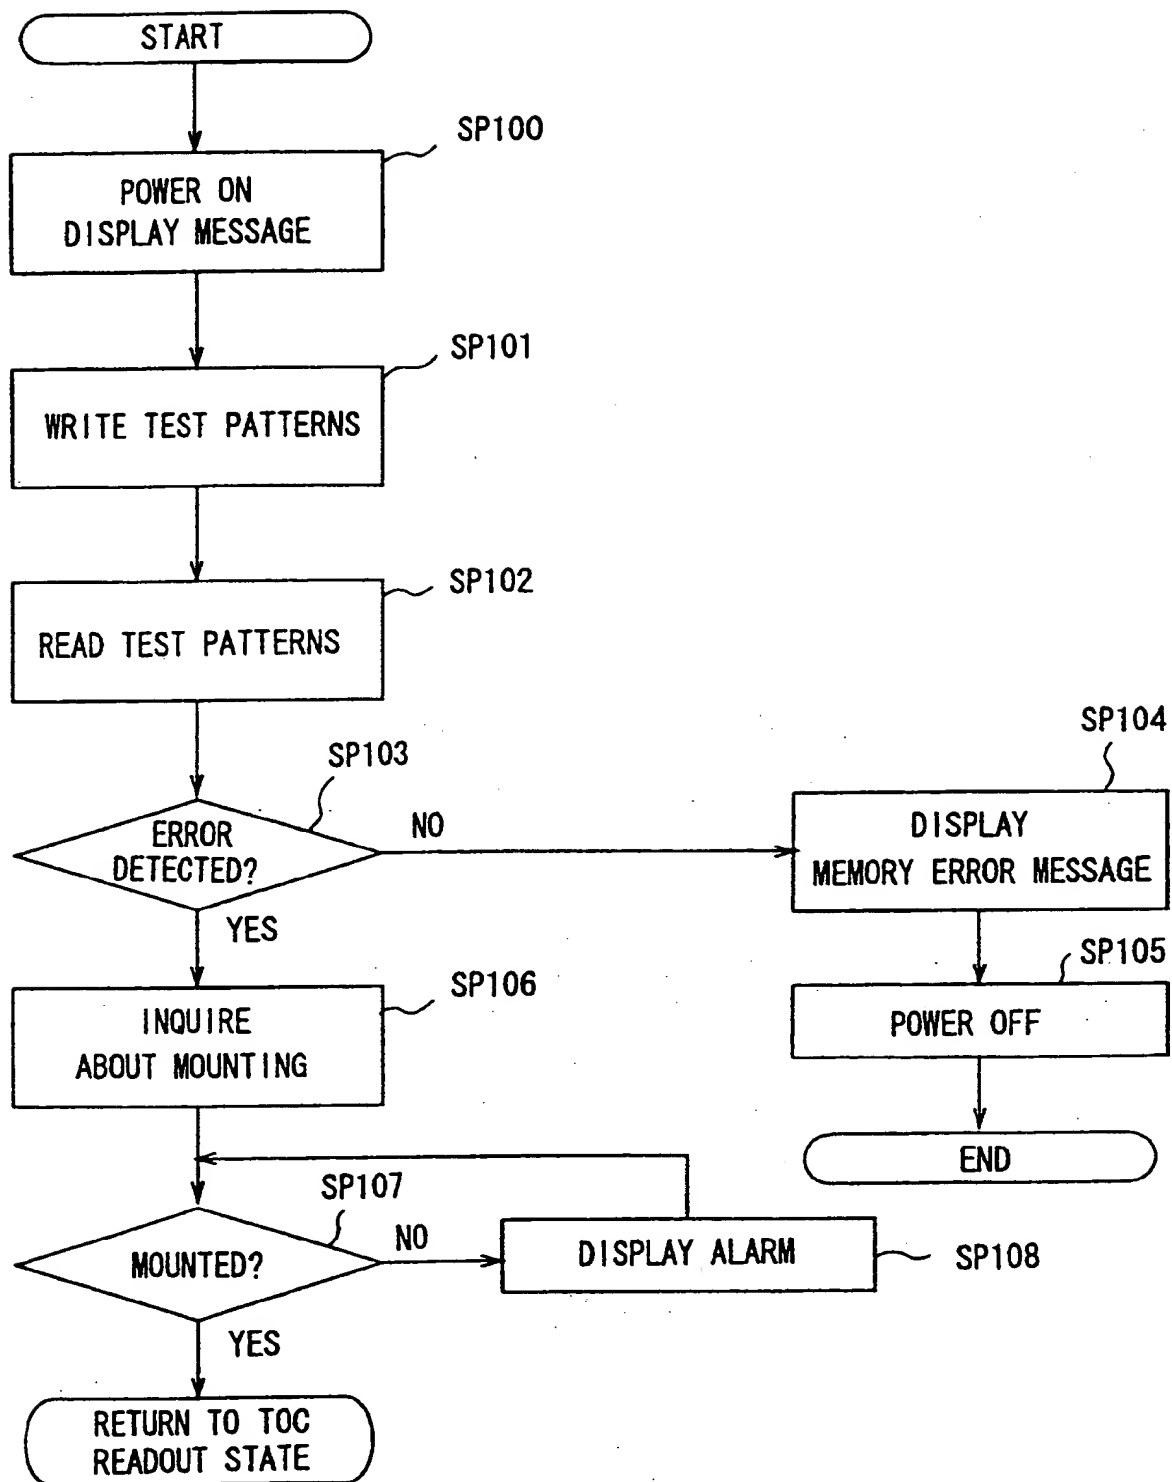 START
SP100
POWER ON
DISPLAY MESSAGE
SP101
WRITE TEST PATTERNS
SP102
READ TEST PATTERNS
SP103
ERROR
DETECTED?
NO
YES
SP104
DISPLAY
MEMORY ERROR MESSAGE
SP105
POWER OFF
END
SP106
INQUIRE
ABOUT MOUNTING
SP107
MOUNTED?
NO
DISPLAY ALARM
SP108
YES
RETURN TO TOC
READOUT STATE